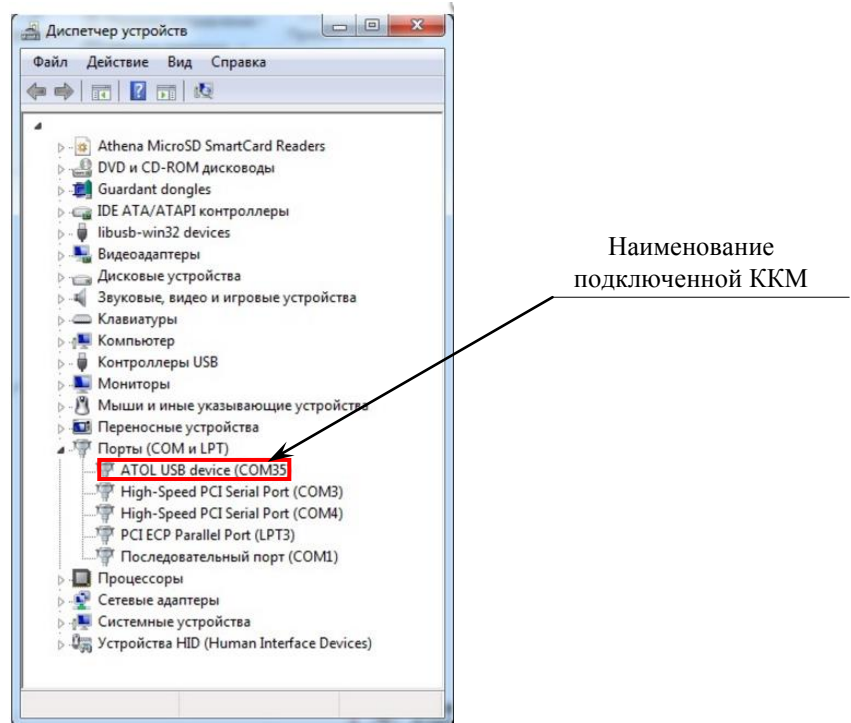 Диспетчер устройств
Файл Действие Вид Справка
Athena MicroSD SmartCard Readers
DVD и CD-ROM дисководы
Guardant dongles
IDE ATA/ATAPI контроллеры
libusb-win32 devices
Видеоадаптеры
Дисковые устройства
Звуковые, видео и игровые устройства
Клавиатуры
Компьютер
Контроллеры USB
Мониторы
Мыши и иные указывающие устройства
Переносные устройства
Порты (COM и LPT)
ATOL USB device (COM35
High-Speed PCI Serial Port (COM3)
High-Speed PCI Serial Port (COM4)
PCI ECP Parallel Port (LPT3)
Последовательный порт (COM1)
Процессоры
Сетевые адаптеры
Системные устройства
Устройства HID (Human Interface Devices)
Наименование
подключенной ККМ